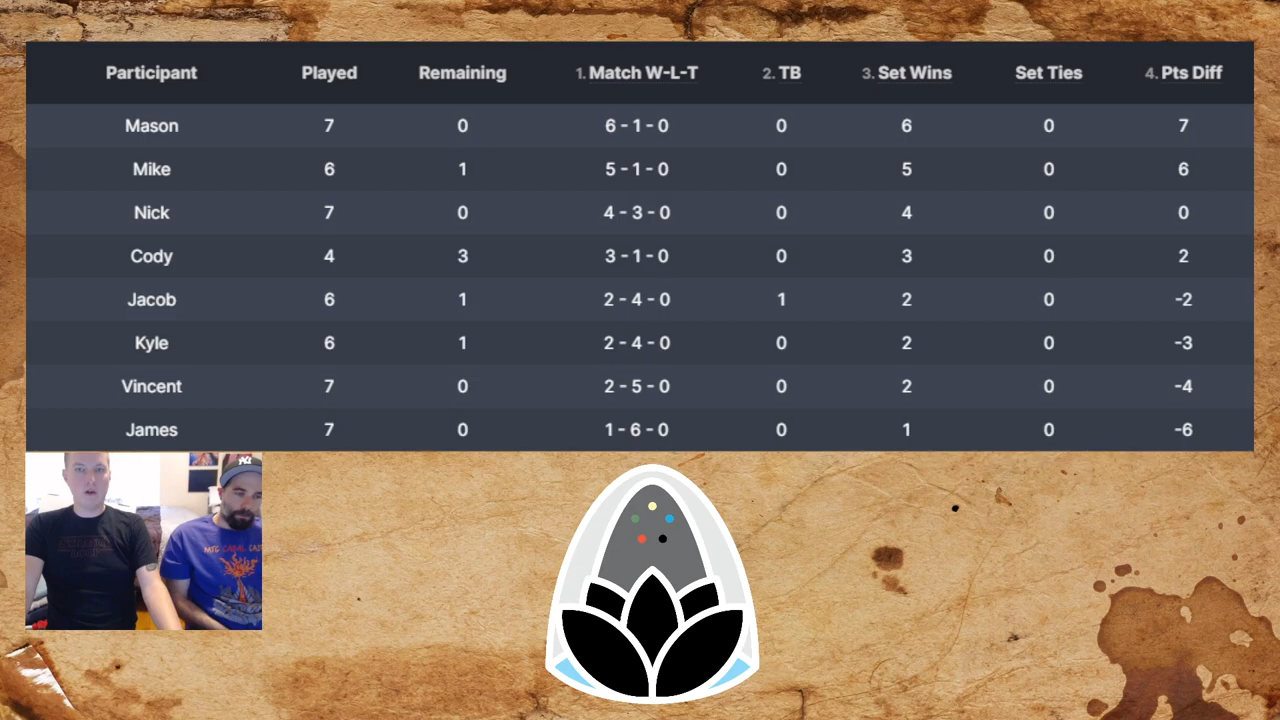 Participant Played Remaining 1. Match W-L-T 2. TB 3. Set Wins Set Ties 4. Pts Diff
Mason 7 0 6 - 1 - 0 0 6 0 7
Mike 6 1 5 - 1 - 0 0 5 0 6
Nick 7 0 4 - 3 - 0 0 4 0 0
Cody 4 3 3 - 1 - 0 0 3 0 2
Jacob 6 1 2 - 4 - 0 1 2 0 -2
Kyle 6 1 2 - 4 - 0 0 2 0 -3
Vincent 7 0 2 - 5 - 0 0 2 0 -4
James 7 0 1 - 6 - 0 0 1 0 -6
MTG